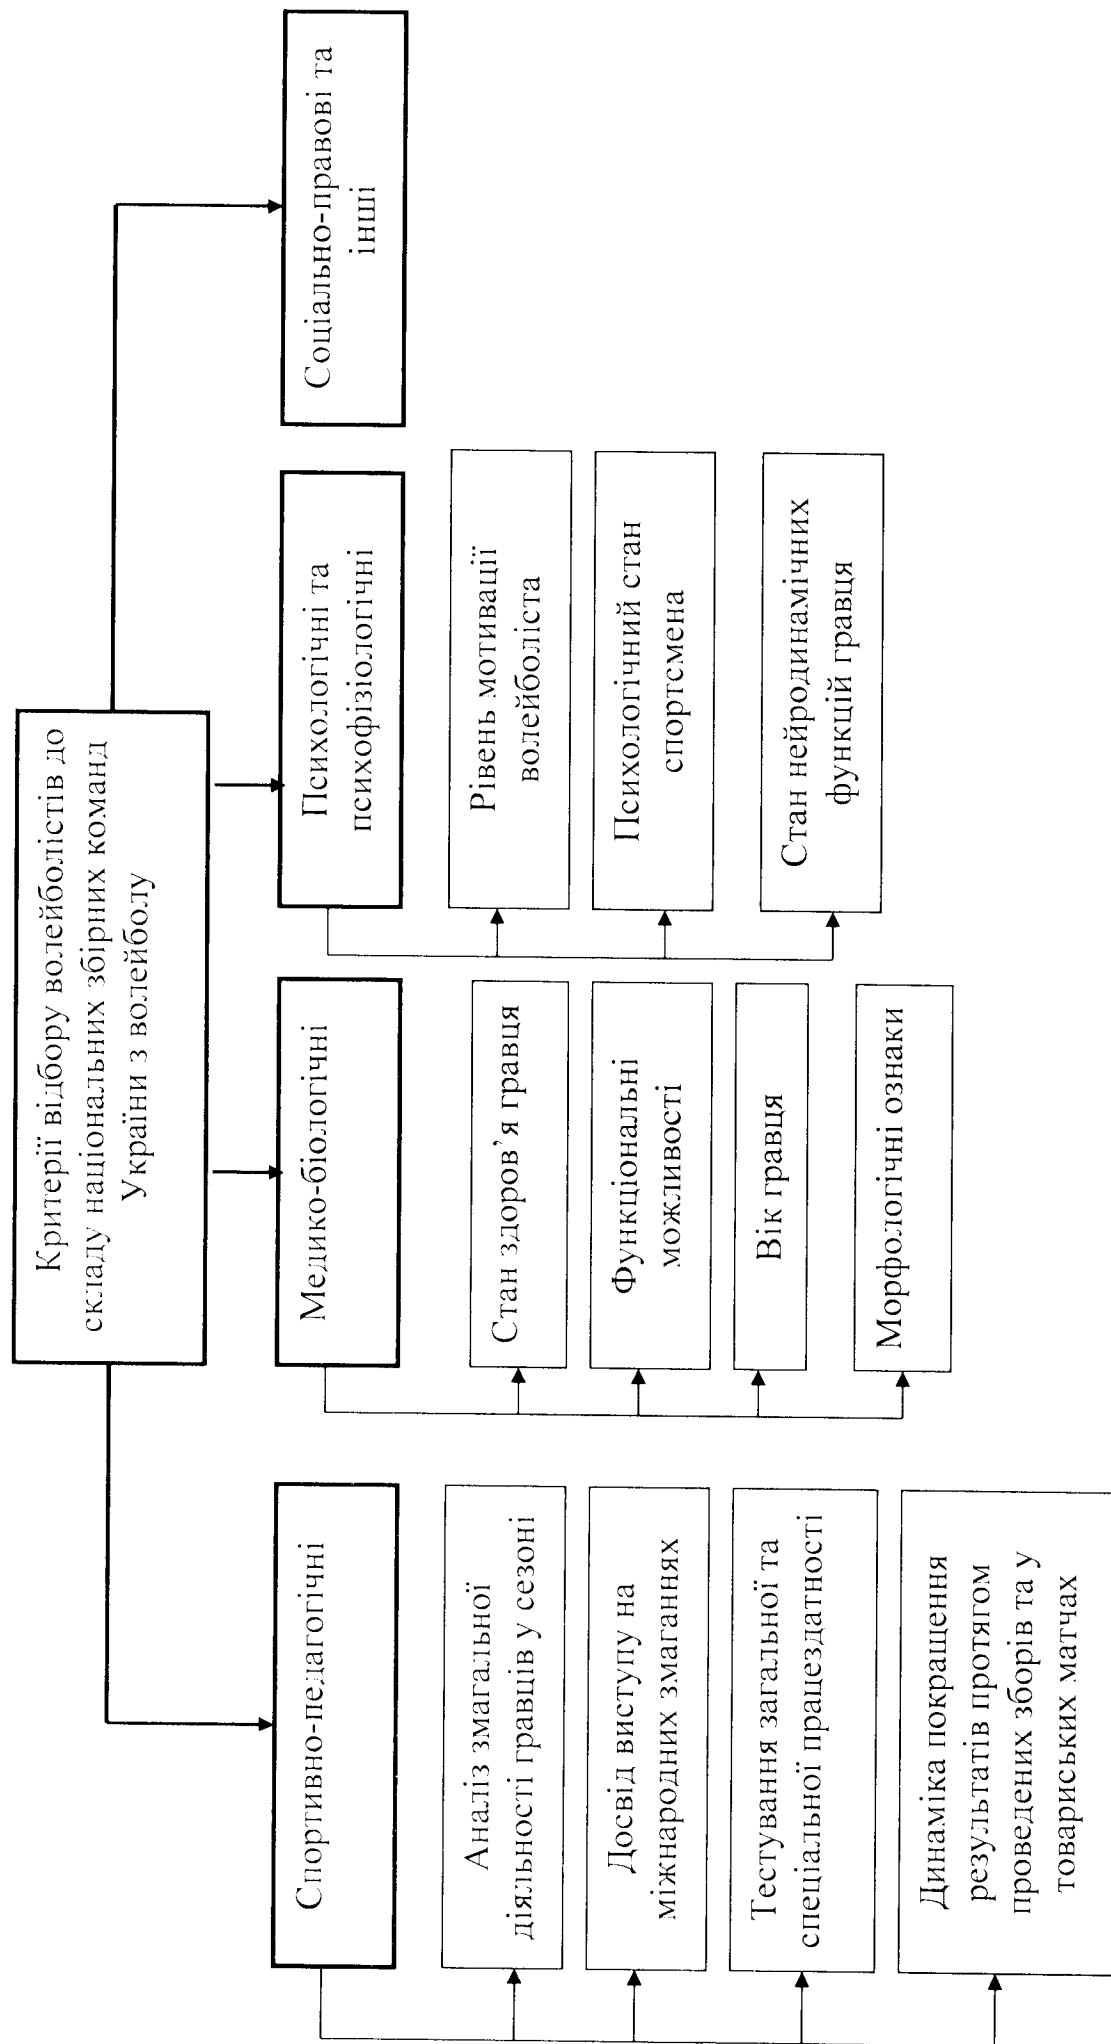 Критерії відбору волейболістів до
складу національних збірних команд
України з волейболу
Спортивно-педагогічні
Аналіз змагальної
діяльності гравців у сезоні
Досвід виступу на
міжнародних змаганнях
Тестування загальної та
спеціальної працездатності
Динаміка покращення
результатів протягом
проведених зборів та у
товариських матчах
Медико-біологічні
Стан здоров’я гравця
Функціональні
можливості
Вік гравця
Морфологічні ознаки
Психологічні та
психофізіологічні
Рівень мотивації
волейболіста
Психологічний стан
спортсмена
Стан нейродинамічних
функцій гравця
Соціально-правові та
інші